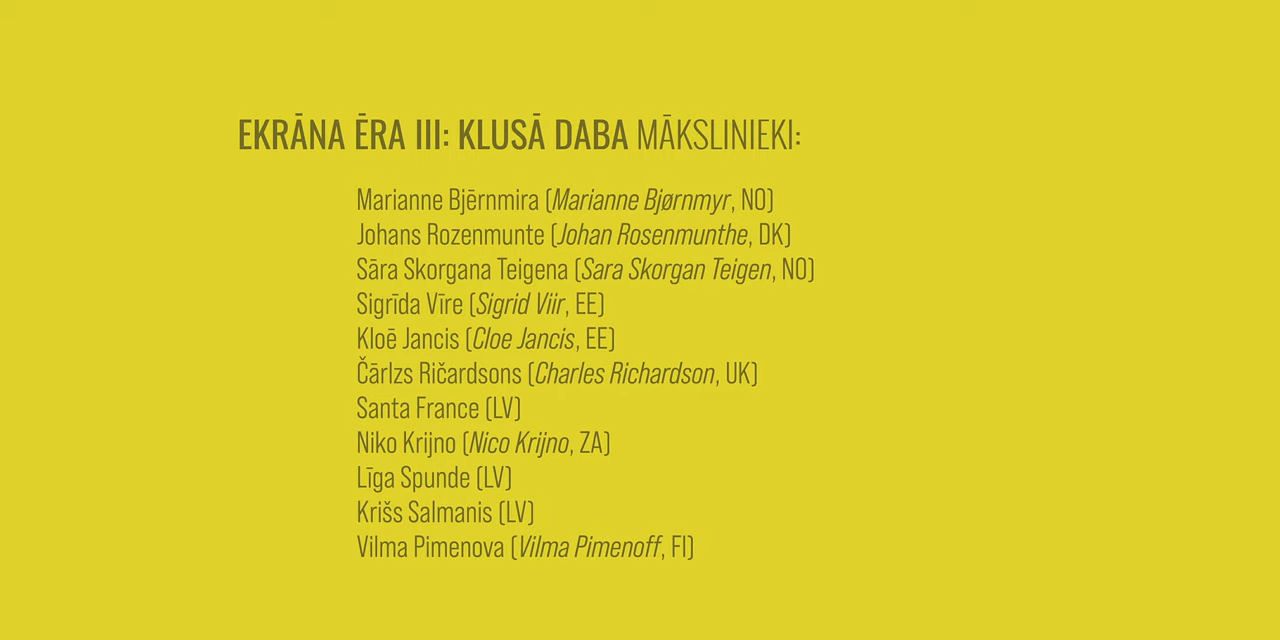 EKRĀNA ĒRA III: KLUSĀ DABA MĀKSLINIEKI:
Marianne Bjērnmira (Marianne Bjørnmyr, NO)
Johans Rozenmunte (Johan Rosenmunthe, DK)
Sāra Skorgana Teigena (Sara Skorgan Teigen, NO)
Sigrīda Vīre (Sigrid Viir, EE)
Kloē Jancis (Cloe Jancis, EE)
Čārlzs Ričardsons (Charles Richardson, UK)
Santa France (LV)
Niko Krijno (Nico Krijno, ZA)
Līga Spunde (LV)
Krišs Salmanis (LV)
Vilma Pimenova (Vilma Pimenoff, FI)